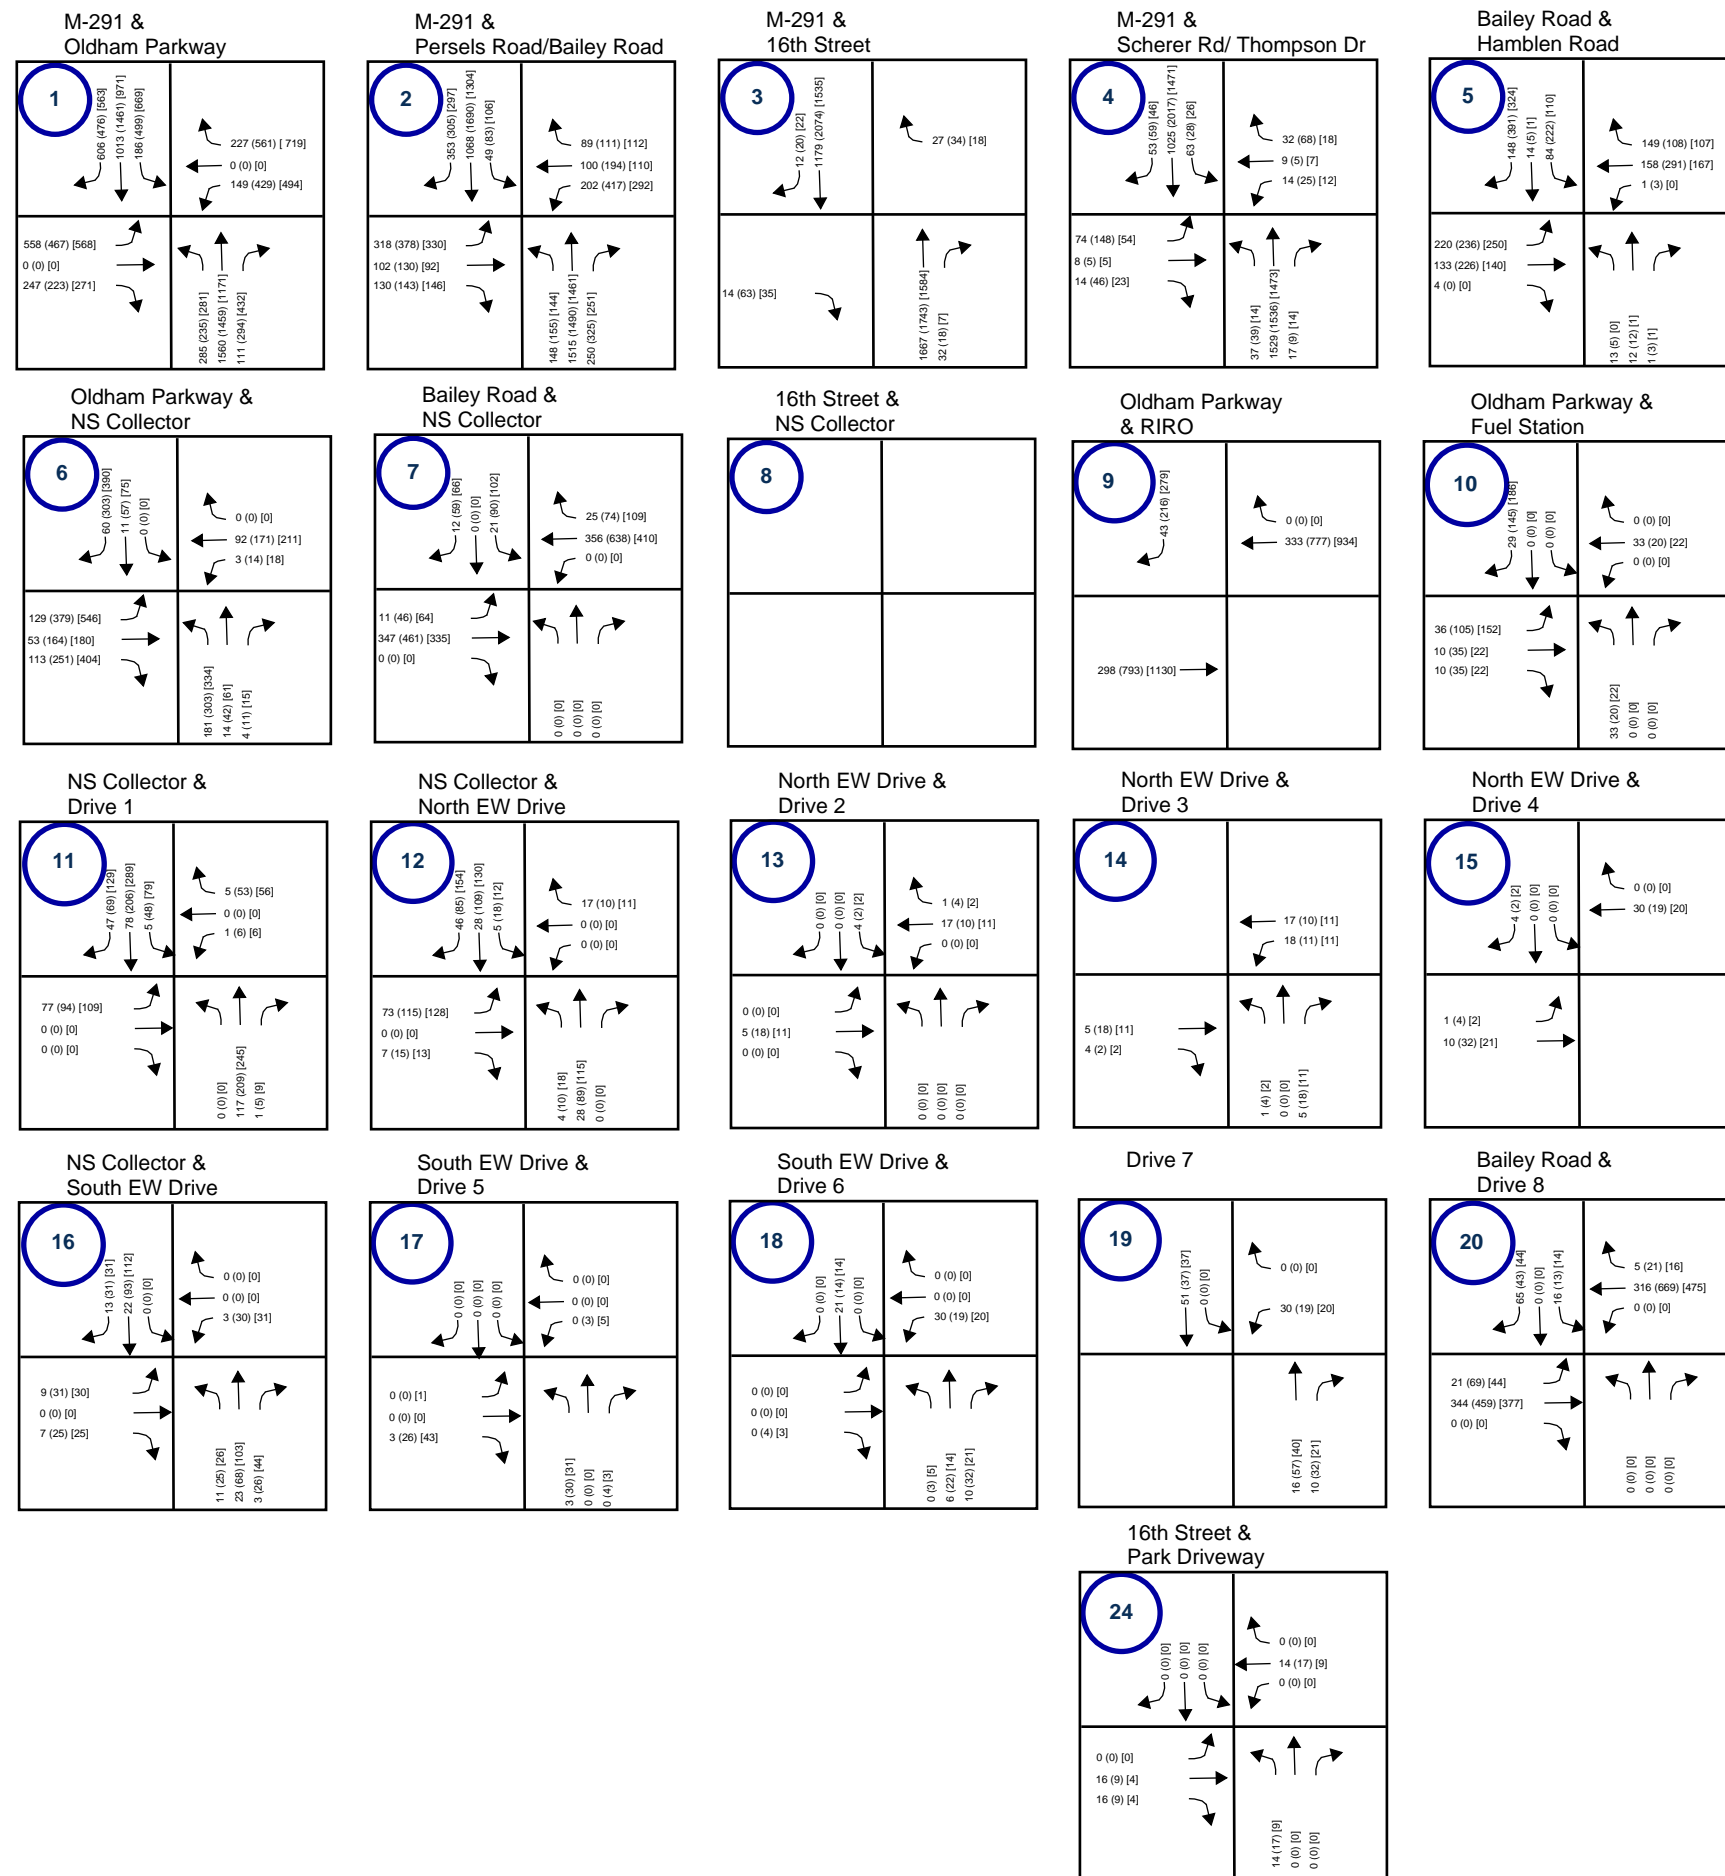 M-291 &
Oldham Parkway
1
606 (476) [563]
1013 (1461) [971]
186 (499) [669]
227 (561) [ 719]
0 (0) [0]
149 (429) [494]
558 (467) [568]
0 (0) [0]
247 (223) [271]
285 (235) [281]
1560 (1459) [1171]
111 (294) [432]
M-291 &
Persels Road/Bailey Road
2
353 (305) [297]
1068 (1690) [1304]
49 (83) [106]
89 (111) [112]
100 (194) [110]
202 (417) [292]
318 (378) [330]
102 (130) [92]
130 (143) [146]
148 (155) [144]
1515 (1490) [1461]
250 (325) [251]
M-291 &
16th Street
3
12 (20) [22]
1179 (2074) [1535]
27 (34) [18]
14 (63) [35]
1667 (1743) [1584]
32 (18) [7]
M-291 &
Scherer Rd/ Thompson Dr
4
53 (59) [46]
1025 (2017) [1471]
63 (28) [26]
32 (68) [18]
9 (5) [7]
14 (25) [12]
74 (148) [54]
8 (5) [5]
14 (46) [23]
37 (39) [14]
1529 (1536) [1473]
17 (9) [14]
Bailey Road &
Hamblen Road
5
148 (391) [324]
14 (5) [1]
84 (222) [110]
149 (108) [107]
158 (291) [167]
1 (3) [0]
220 (236) [250]
133 (226) [140]
4 (0) [0]
13 (5) [0]
12 (12) [1]
1 (3) [1]
Oldham Parkway &
NS Collector
6
60 (303) [390]
11 (57) [75]
0 (0) [0]
0 (0) [0]
92 (171) [211]
3 (14) [18]
129 (379) [546]
53 (164) [180]
113 (251) [404]
181 (303) [334]
14 (42) [61]
4 (11) [15]
Bailey Road &
NS Collector
7
12 (59) [66]
0 (0) [0]
21 (90) [102]
25 (74) [109]
356 (638) [410]
0 (0) [0]
11 (46) [64]
347 (461) [335]
0 (0) [0]
0 (0) [0]
0 (0) [0]
0 (0) [0]
16th Street &
NS Collector
8
Oldham Parkway
& RIRO
9
43 (216) [279]
0 (0) [0]
333 (777) [934]
298 (793) [1130]
Oldham Parkway &
Fuel Station
10
29 (145) [186]
0 (0) [0]
0 (0) [0]
0 (0) [0]
33 (20) [22]
0 (0) [0]
36 (105) [152]
10 (35) [22]
10 (35) [22]
33 (20) [22]
0 (0) [0]
0 (0) [0]
NS Collector &
Drive 1
11
47 (69) [129]
78 (206) [289]
5 (48) [79]
5 (53) [56]
0 (0) [0]
1 (6) [6]
77 (94) [109]
0 (0) [0]
0 (0) [0]
0 (0) [0]
117 (209) [245]
1 (5) [9]
NS Collector &
North EW Drive
12
46 (85) [154]
28 (109) [130]
5 (18) [12]
17 (10) [11]
0 (0) [0]
0 (0) [0]
73 (115) [128]
0 (0) [0]
7 (15) [13]
4 (10) [18]
28 (89) [115]
0 (0) [0]
North EW Drive &
Drive 2
13
0 (0) [0]
0 (0) [0]
4 (2) [2]
1 (4) [2]
17 (10) [11]
0 (0) [0]
0 (0) [0]
5 (18) [11]
0 (0) [0]
0 (0) [0]
0 (0) [0]
0 (0) [0]
North EW Drive &
Drive 3
14
17 (10) [11]
18 (11) [11]
5 (18) [11]
4 (2) [2]
1 (4) [2]
0 (0) [0]
5 (18) [11]
North EW Drive &
Drive 4
15
4 (2) [2]
0 (0) [0]
0 (0) [0]
0 (0) [0]
30 (19) [20]
1 (4) [2]
10 (32) [21]
NS Collector &
South EW Drive
16
13 (31) [31]
22 (93) [112]
0 (0) [0]
0 (0) [0]
0 (0) [0]
3 (30) [31]
9 (31) [30]
0 (0) [0]
7 (25) [25]
11 (25) [26]
23 (68) [103]
3 (26) [44]
South EW Drive &
Drive 5
17
0 (0) [0]
0 (0) [0]
0 (0) [0]
0 (0) [0]
0 (0) [0]
0 (3) [5]
0 (0) [1]
0 (0) [0]
3 (26) [43]
3 (30) [31]
0 (0) [0]
0 (4) [3]
South EW Drive &
Drive 6
18
0 (0) [0]
21 (14) [14]
0 (0) [0]
0 (0) [0]
0 (0) [0]
30 (19) [20]
0 (0) [0]
0 (0) [0]
0 (4) [3]
0 (3) [5]
6 (22) [14]
10 (32) [21]
Drive 7
19
51 (37) [37]
0 (0) [0]
0 (0) [0]
30 (19) [20]
16 (57) [40]
10 (32) [21]
Bailey Road &
Drive 8
20
65 (43) [44]
0 (0) [0]
16 (13) [14]
5 (21) [16]
316 (669) [475]
0 (0) [0]
21 (69) [44]
344 (459) [377]
0 (0) [0]
0 (0) [0]
0 (0) [0]
0 (0) [0]
16th Street &
Park Driveway
24
0 (0) [0]
0 (0) [0]
0 (0) [0]
0 (0) [0]
14 (17) [9]
0 (0) [0]
0 (0) [0]
16 (9) [4]
16 (9) [4]
14 (17) [9]
0 (0) [0]
0 (0) [0]